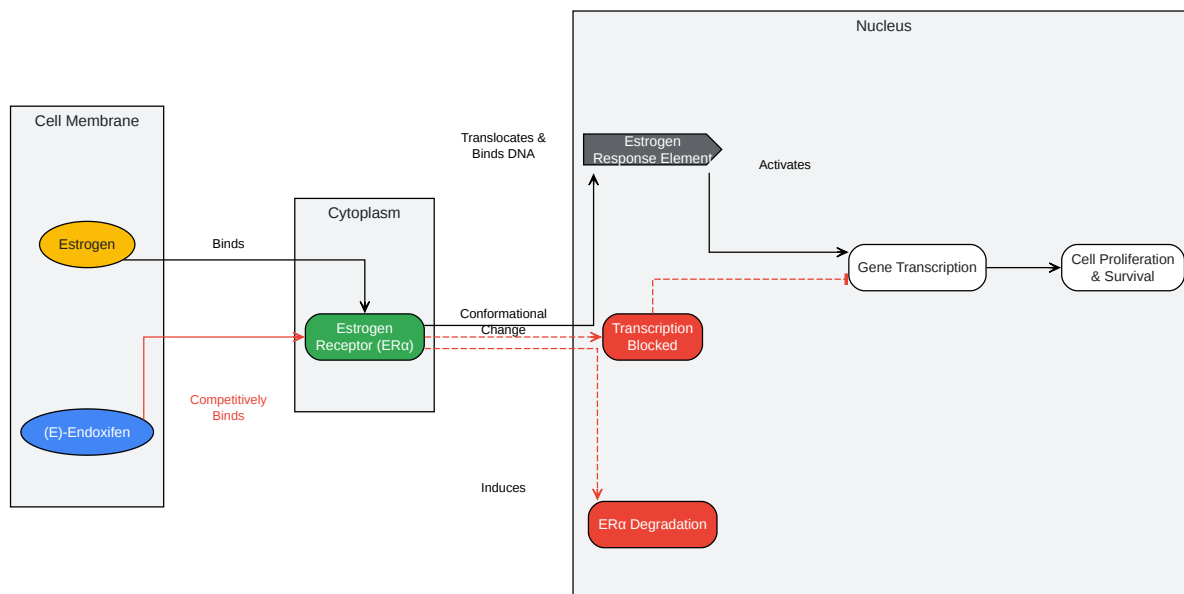 Nucleus
Cell Membrane
Translocates &
Binds DNA
Estrogen
Response Element
Activates
Cytoplasm
Estrogen
Binds
Gene Transcription
Cell Proliferation
& Survival
Conformational
Change
Estrogen
Receptor (ERα)
Transcription
Blocked
Competitively
Binds
(E)-Endoxifen
Induces
ERα Degradation